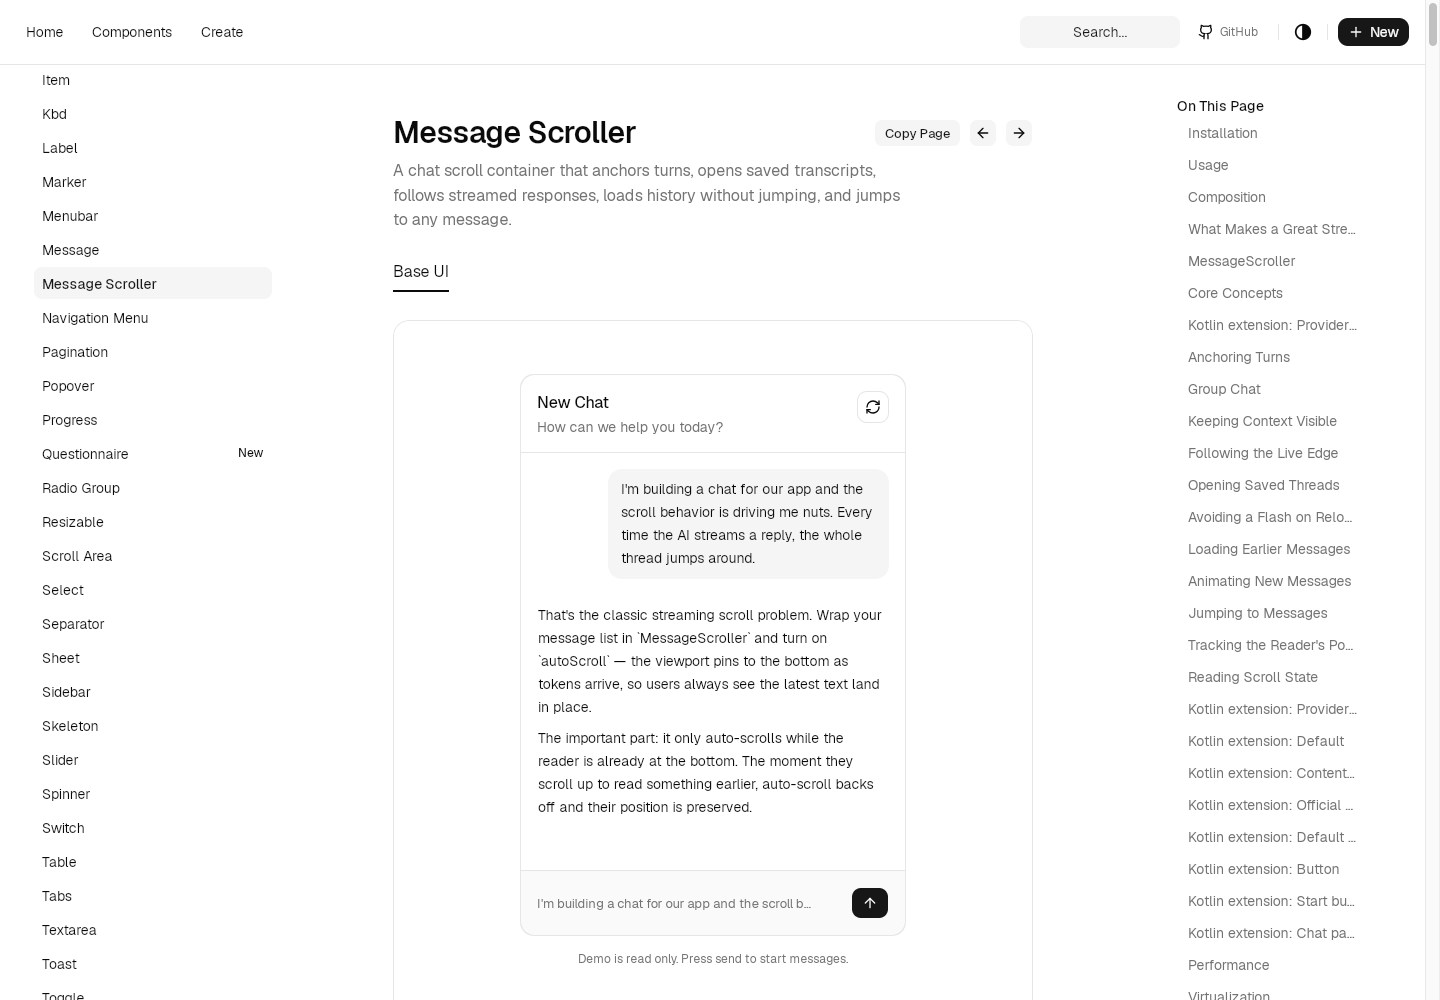 Home
Components
Create
Search...
GitHub
New
Item
Kbd
Label
Marker
Menubar
Message
Message Scroller
Navigation Menu
Pagination
Popover
Progress
Questionnaire
New
Radio Group
Resizable
Scroll Area
Select
Separator
Sheet
Sidebar
Skeleton
Slider
Spinner
Switch
Table
Tabs
Textarea
Toast
Toggle
Message Scroller
Copy Page
A chat scroll container that anchors turns, opens saved transcripts,
follows streamed responses, loads history without jumping, and jumps
to any message.
Base UI
New Chat
How can we help you today?
I'm building a chat for our app and the
scroll behavior is driving me nuts. Every
time the AI streams a reply, the whole
thread jumps around.
That's the classic streaming scroll problem. Wrap your
message list in `MessageScroller` and turn on
`autoScroll` — the viewport pins to the bottom as
tokens arrive, so users always see the latest text land
in place.
The important part: it only auto-scrolls while the
reader is already at the bottom. The moment they
scroll up to read something earlier, auto-scroll backs
off and their position is preserved.
I'm building a chat for our app and the scroll b...
Demo is read only. Press send to start messages.
On This Page
Installation
Usage
Composition
What Makes a Great Stre...
MessageScroller
Core Concepts
Kotlin extension: Provider...
Anchoring Turns
Group Chat
Keeping Context Visible
Following the Live Edge
Opening Saved Threads
Avoiding a Flash on Relo...
Loading Earlier Messages
Animating New Messages
Jumping to Messages
Tracking the Reader's Po...
Reading Scroll State
Kotlin extension: Provider...
Kotlin extension: Default
Kotlin extension: Content...
Kotlin extension: Official ...
Kotlin extension: Default ...
Kotlin extension: Button
Kotlin extension: Start bu...
Kotlin extension: Chat pa...
Performance
Virtualization